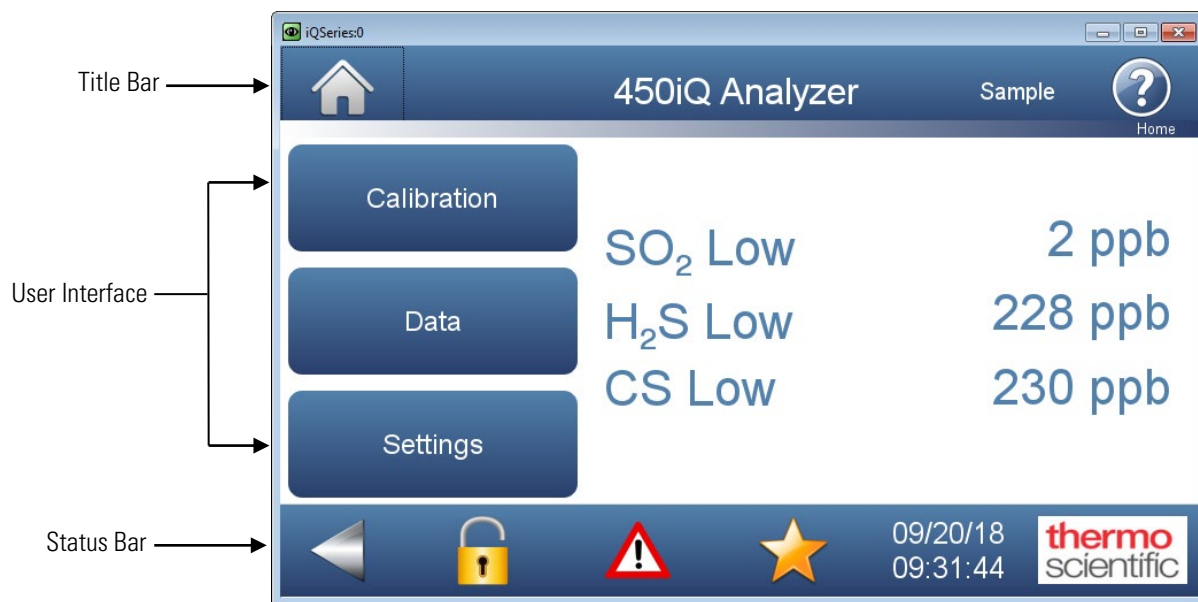 iQSeries:0
Title Bar
450iQ Analyzer
Sample
Home
User Interface
Calibration
Data
Settings
SO₂ Low 2 ppb
H₂S Low 228 ppb
CS Low 230 ppb
Status Bar
09/20/18
09:31:44
thermo
scientific